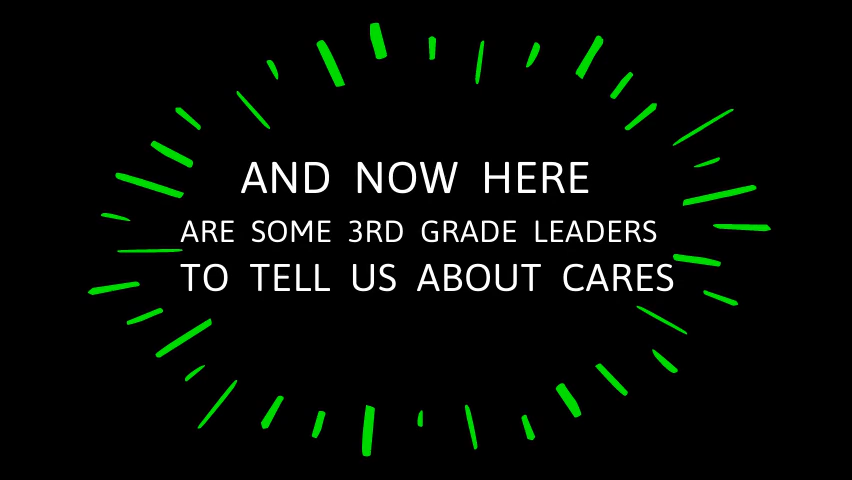 AND NOW HERE
ARE SOME 3RD GRADE LEADERS
TO TELL US ABOUT CARES